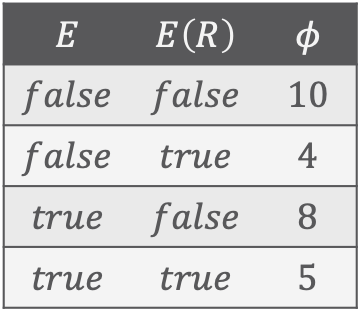 E E(R) ϕ
false false 10
false true 4
true false 8
true true 5